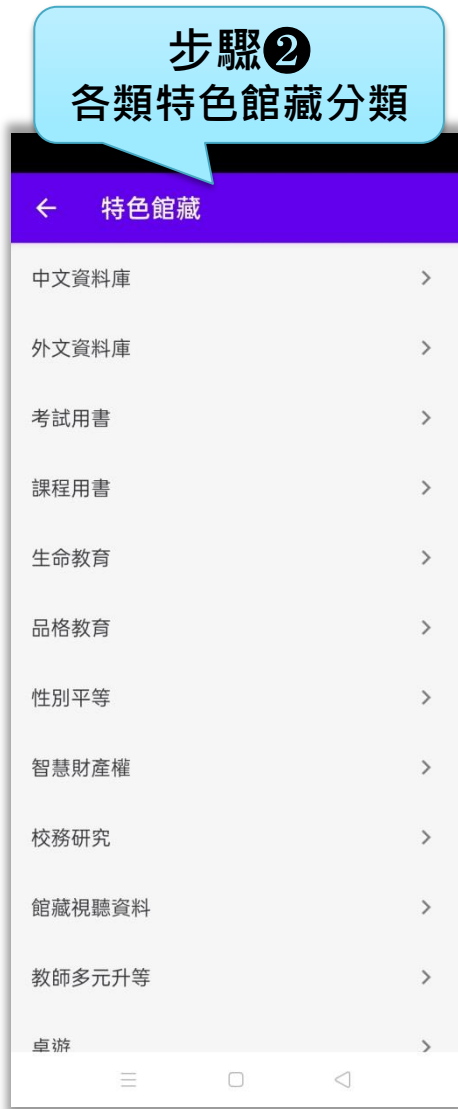 步驟❷
各類特色館藏分類
特色館藏
中文資料庫
外文資料庫
考試用書
課程用書
生命教育
品格教育
性別平等
智慧財產權
校務研究
館藏視聽資料
教師多元升等
桌遊